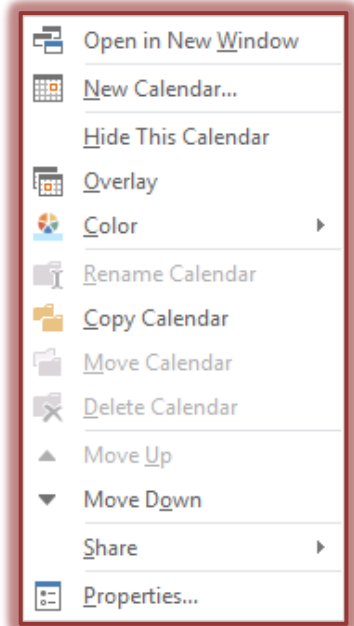 Open in New Window
New Calendar...
Hide This Calendar
Overlay
Color
Rename Calendar
Copy Calendar
Move Calendar
Delete Calendar
Move Up
Move Down
Share
Properties...